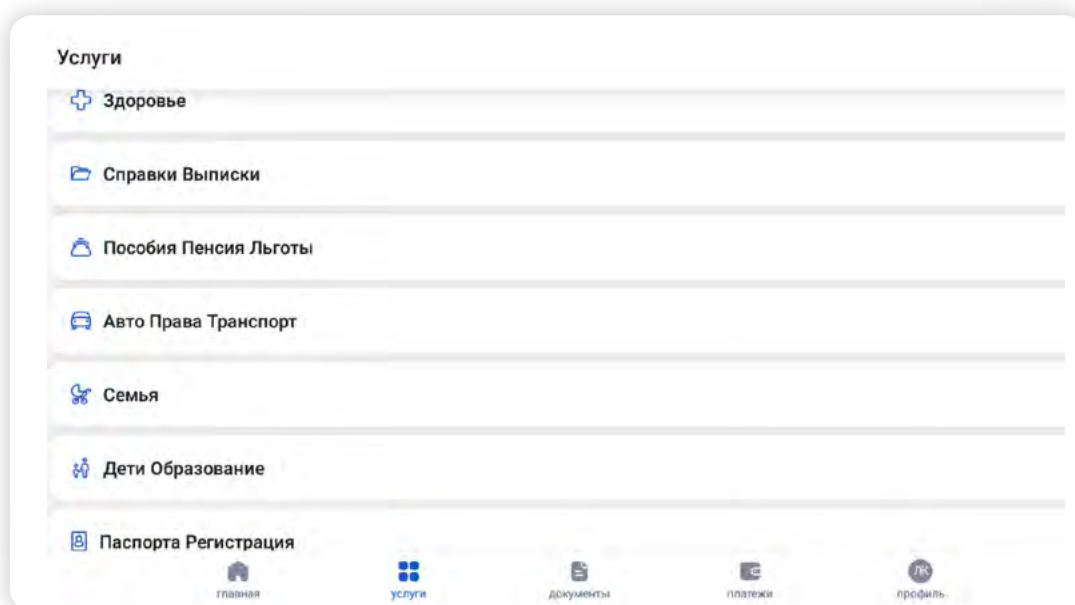 Услуги
Здоровье
Справки Выписки
Пособия Пенсия Льготы
Авто Права Транспорт
Семья
Дети Образование
Паспорта Регистрация
главная услуги документы платежи профиль
ЛК